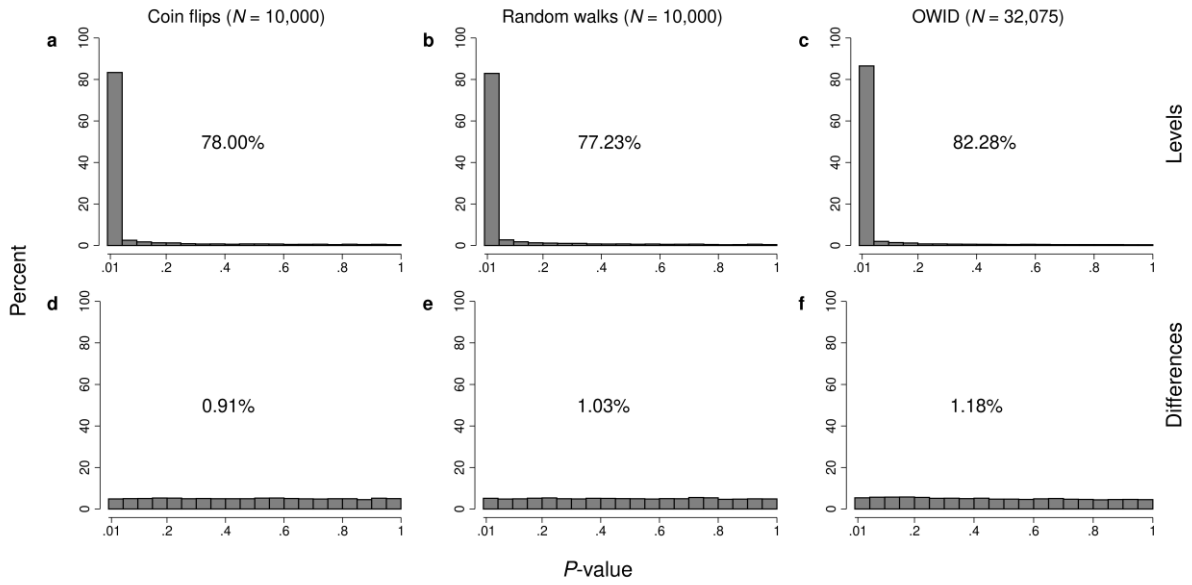 Coin flips (N = 10,000)
Random walks (N = 10,000)
OWID (N = 32,075)
a
100
80
60
40
20
0
78.00%
.01 .2 .4 .6 .8 1
b
100
80
60
40
20
0
77.23%
.01 .2 .4 .6 .8 1
c
100
80
60
40
20
0
82.28%
.01 .2 .4 .6 .8 1
Levels
Percent
d
100
80
60
40
20
0
0.91%
.01 .2 .4 .6 .8 1
e
100
80
60
40
20
0
1.03%
.01 .2 .4 .6 .8 1
f
100
80
60
40
20
0
1.18%
.01 .2 .4 .6 .8 1
Differences
P-value